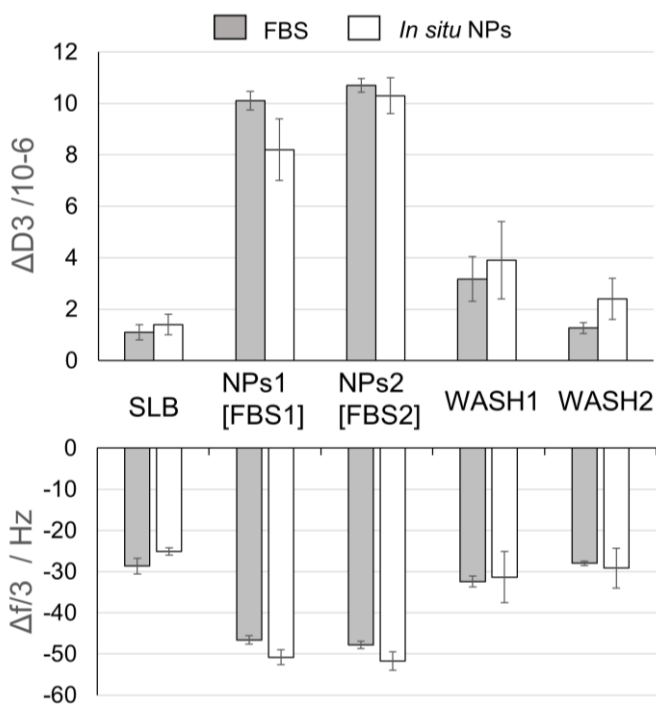 FBS In situ NPs
12
10
8
6
4
2
0
ΔD3 /10-6
SLB
NPs1
[FBS1]
NPs2
[FBS2]
WASH1
WASH2
0
-10
-20
-30
-40
-50
-60
Δf/3 / Hz